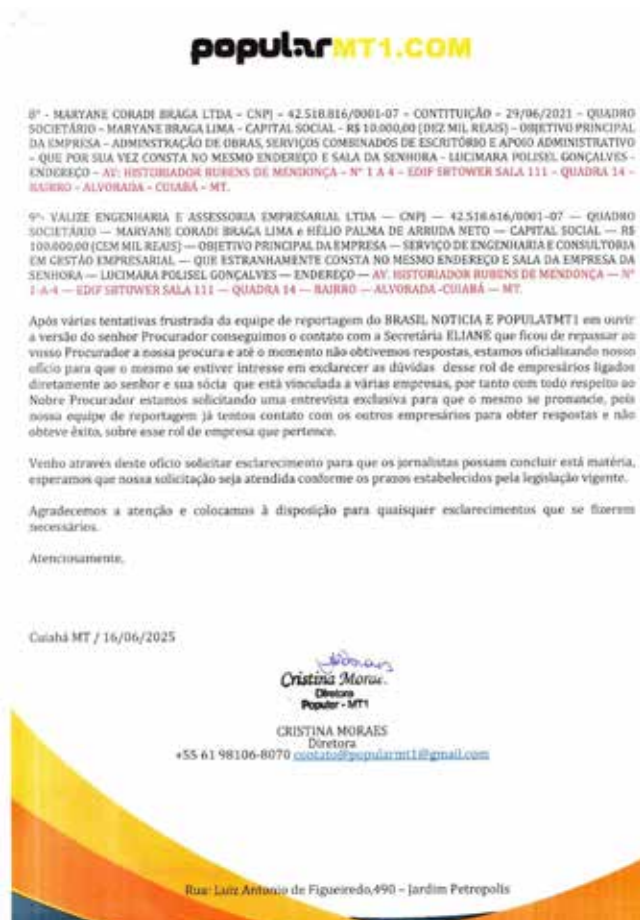 popularMT1.COM
8º - MARYANE CORADI BRAGA LTDA – CNPJ – 42.518.816/0001-07 – CONTITUIÇÃO – 29/06/2021 – QUADRO
SOCIETÁRIO – MARYANE BRAGA LIMA – CAPITAL SOCIAL – R$ 10.000,00 (DEZ MIL REAIS) – OBJETIVO PRINCIPAL
DA EMPRESA – ADMINSTRAÇÃO DE OBRAS, SERVIÇOS COMBINADOS DE ESCRITÓRIO E APOIO ADMINISTRATIVO
– QUE POR SUA VEZ CONSTA NO MESMO ENDEREÇO E SALA DA SENHORA – LUCIMARA POLISEL GONÇALVES –
ENDEREÇO – AV: HISTORIADOR RUBENS DE MENDONÇA – Nº 1 A 4 – EDIF SBTOWER SALA 111 – QUADRA 14 –
BAIRRO – ALVORADA – CUIABÁ – MT.
9º- VALIZE ENGENHARIA E ASSESSORIA EMPRESARIAL LTDA — CNPJ — 42.518.616/0001-07 — QUADRO
SOCIETÁRIO — MARYANE CORADI BRAGA LIMA e HÉLIO PALMA DE ARRUDA NETO — CAPITAL SOCIAL — R$
100.000.00 (CEM MIL REAIS) — OBJETIVO PRINCIPAL DA EMPRESA — SERVIÇO DE ENGENHARIA E CONSULTORIA
EM GESTÃO EMPRESARIAL — QUE ESTRANHAMENTE CONSTA NO MESMO ENDEREÇO E SALA DA EMPRESA DA
SENHORA — LUCIMARA POLISEL GONÇALVES — ENDEREÇO — AV. HISTORIADOR RUBENS DE MENDONÇA — Nº
1-A-4 — EDIF SBTOWER SALA 111 — QUADRA 14 — BAIRRO — ALVORADA -CUIABÁ — MT.
Após várias tentativas frustrada da equipe de reportagem do BRASIL NOTICIA E POPULATMT1 em ouvir
a versão do senhor Procurador conseguimos o contato com a Secretária ELIANE que ficou de repassar ao
vosso Procurador a nossa procura e até o momento não obtivemos respostas, estamos oficializando nosso
ofício para que o mesmo se estiver intresse em exclarecer as dúvidas desse rol de empresários ligados
diretamente ao senhor e sua sócia que está vinculada a várias empresas, por tanto com todo respeito ao
Nobre Procurador estamos solicitando uma entrevista exclusiva para que o mesmo se pronancie, pois
nossa equipe de reportagem já tentos contato com os outros empresários para obter respostas e não
obteve êxito, sobre esse rol de empresa que pertence.
Venho através deste oficio solicitar esclarecimento para que os jornalistas possam concluir está matéria,
esperamos que nossa solicitação seja atendida conforme os prazos estabelecidos pela legislação vigente.
Agradecemos a atenção e colocamos à disposição para quaisquer esclarecimentos que se fizerem
necessários.
Atenciosamente,
Cuiabá MT / 16/06/2025
Cristina Morae.
Diretora
Popular - MT1
CRISTINA MORAES
Diretora
+55 61 98106-8070 contato@popularmt1@gmail.com
Rua: Luiz Antonio de Figueiredo,490 – Jardim Petropolis